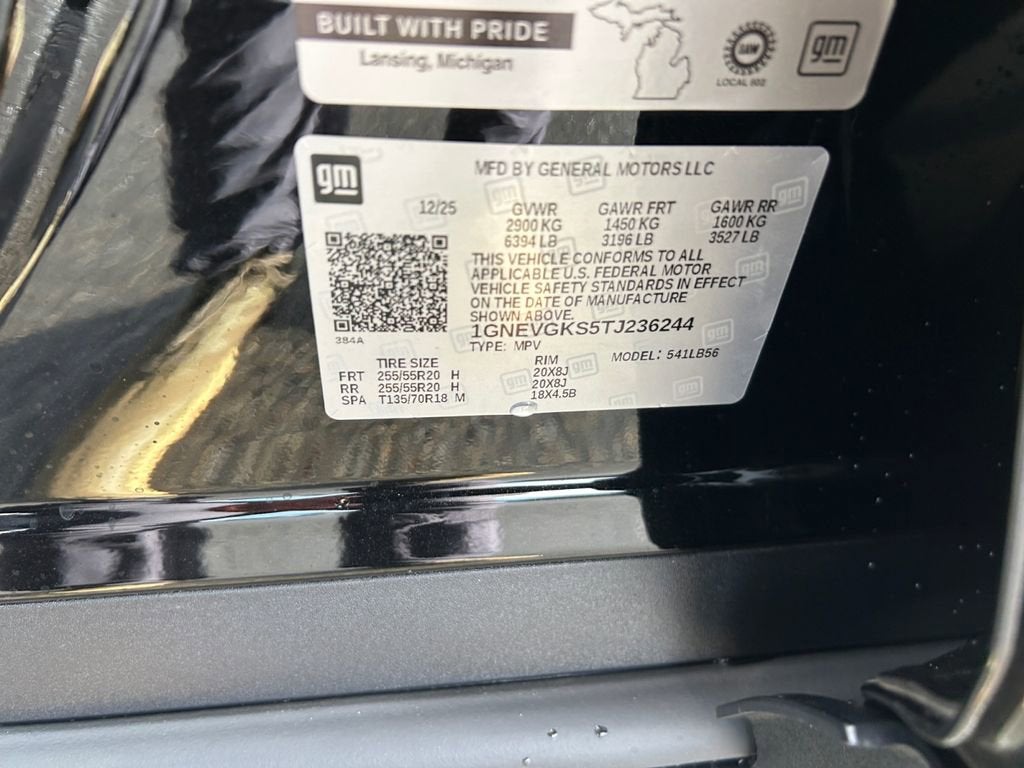 BUILT WITH PRIDE
Lansing, Michigan
UAW
LOCAL 602
gm
gm
MFD BY GENERAL MOTORS LLC
12/25 GVWR GAWR FRT GAWR RR
2900 KG 1450 KG 1600 KG
6394 LB 3196 LB 3527 LB
THIS VEHICLE CONFORMS TO ALL
APPLICABLE U.S. FEDERAL MOTOR
VEHICLE SAFETY STANDARDS IN EFFECT
ON THE DATE OF MANUFACTURE
SHOWN ABOVE.
384A
1GNEVGKS5TJ236244
TYPE: MPV MODEL: 541LB56
TIRE SIZE RIM
FRT 255/55R20 H 20X8J
RR 255/55R20 H 20X8J
SPA T135/70R18 M 18X4.5B